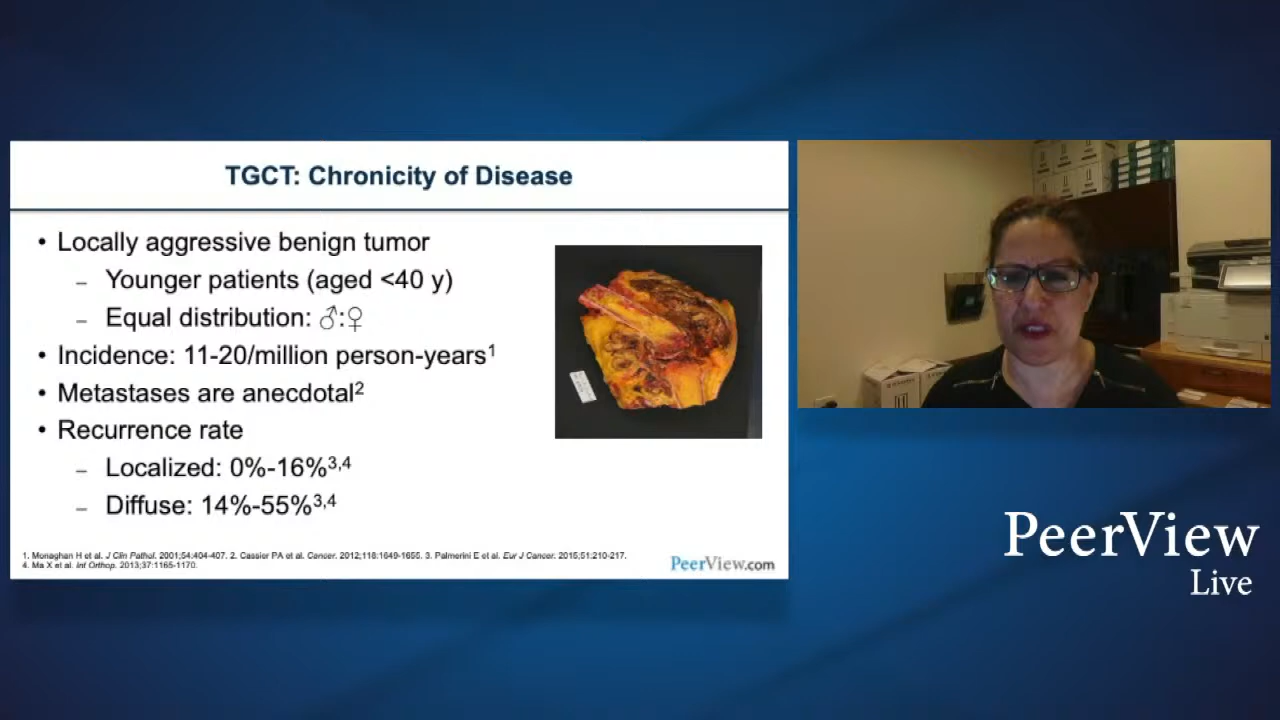 TGCT: Chronicity of Disease
• Locally aggressive benign tumor
– Younger patients (aged <40 y)
– Equal distribution: ♂:♀
• Incidence: 11-20/million person-years¹
• Metastases are anecdotal²
• Recurrence rate
– Localized: 0%-16%³,⁴
– Diffuse: 14%-55%³,⁴
1. Monaghan H et al. J Clin Pathol. 2001;54:404-407. 2. Cassier PA et al. Cancer. 2012;118:1649-1655. 3. Palmerini E et al. Eur J Cancer. 2015;51:210-217.
4. Ma X et al. Int Orthop. 2013;37:1165-1170.
PeerView.com
PeerView
Live